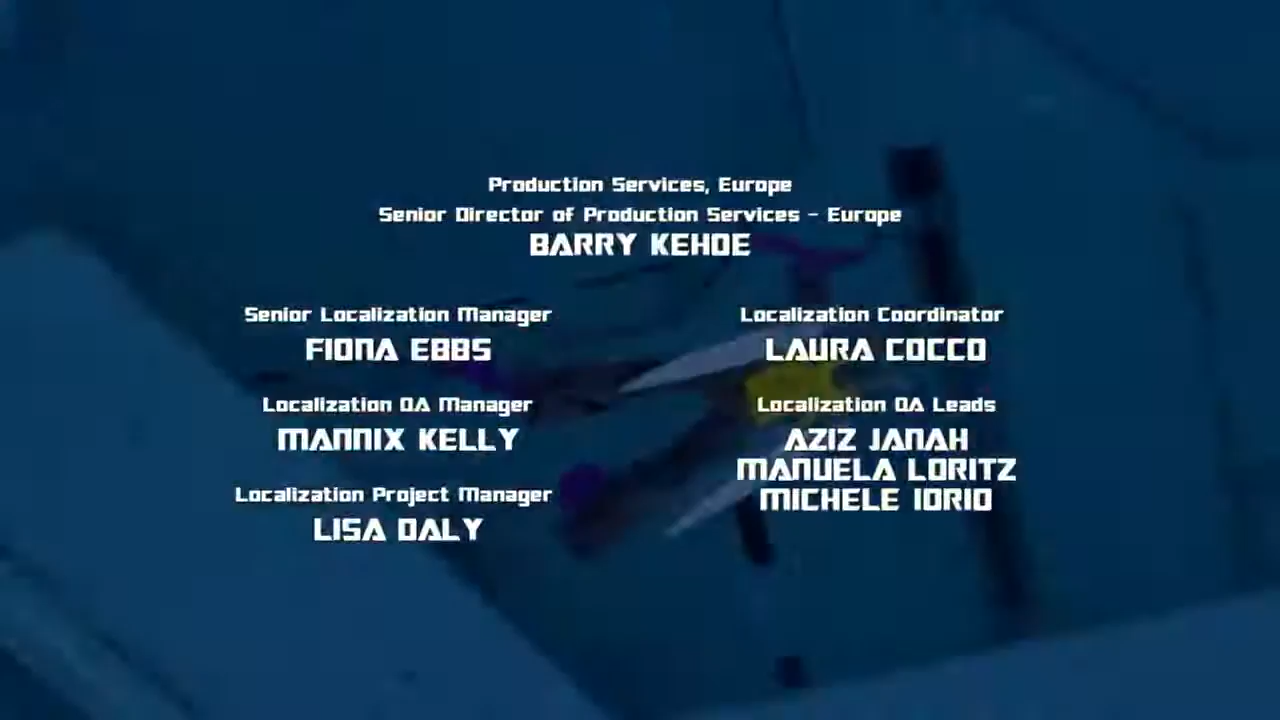 Production Services, Europe
Senior Director of Production Services - Europe
BARRY KEHOE
Senior Localization Manager
FIONA EBBS
Localization QA Manager
MANNIX KELLY
Localization Project Manager
LISA DALY
Localization Coordinator
LAURA COCCO
Localization QA Leads
AZIZ JANAH
MANUELA LORITZ
MICHELE IORIO